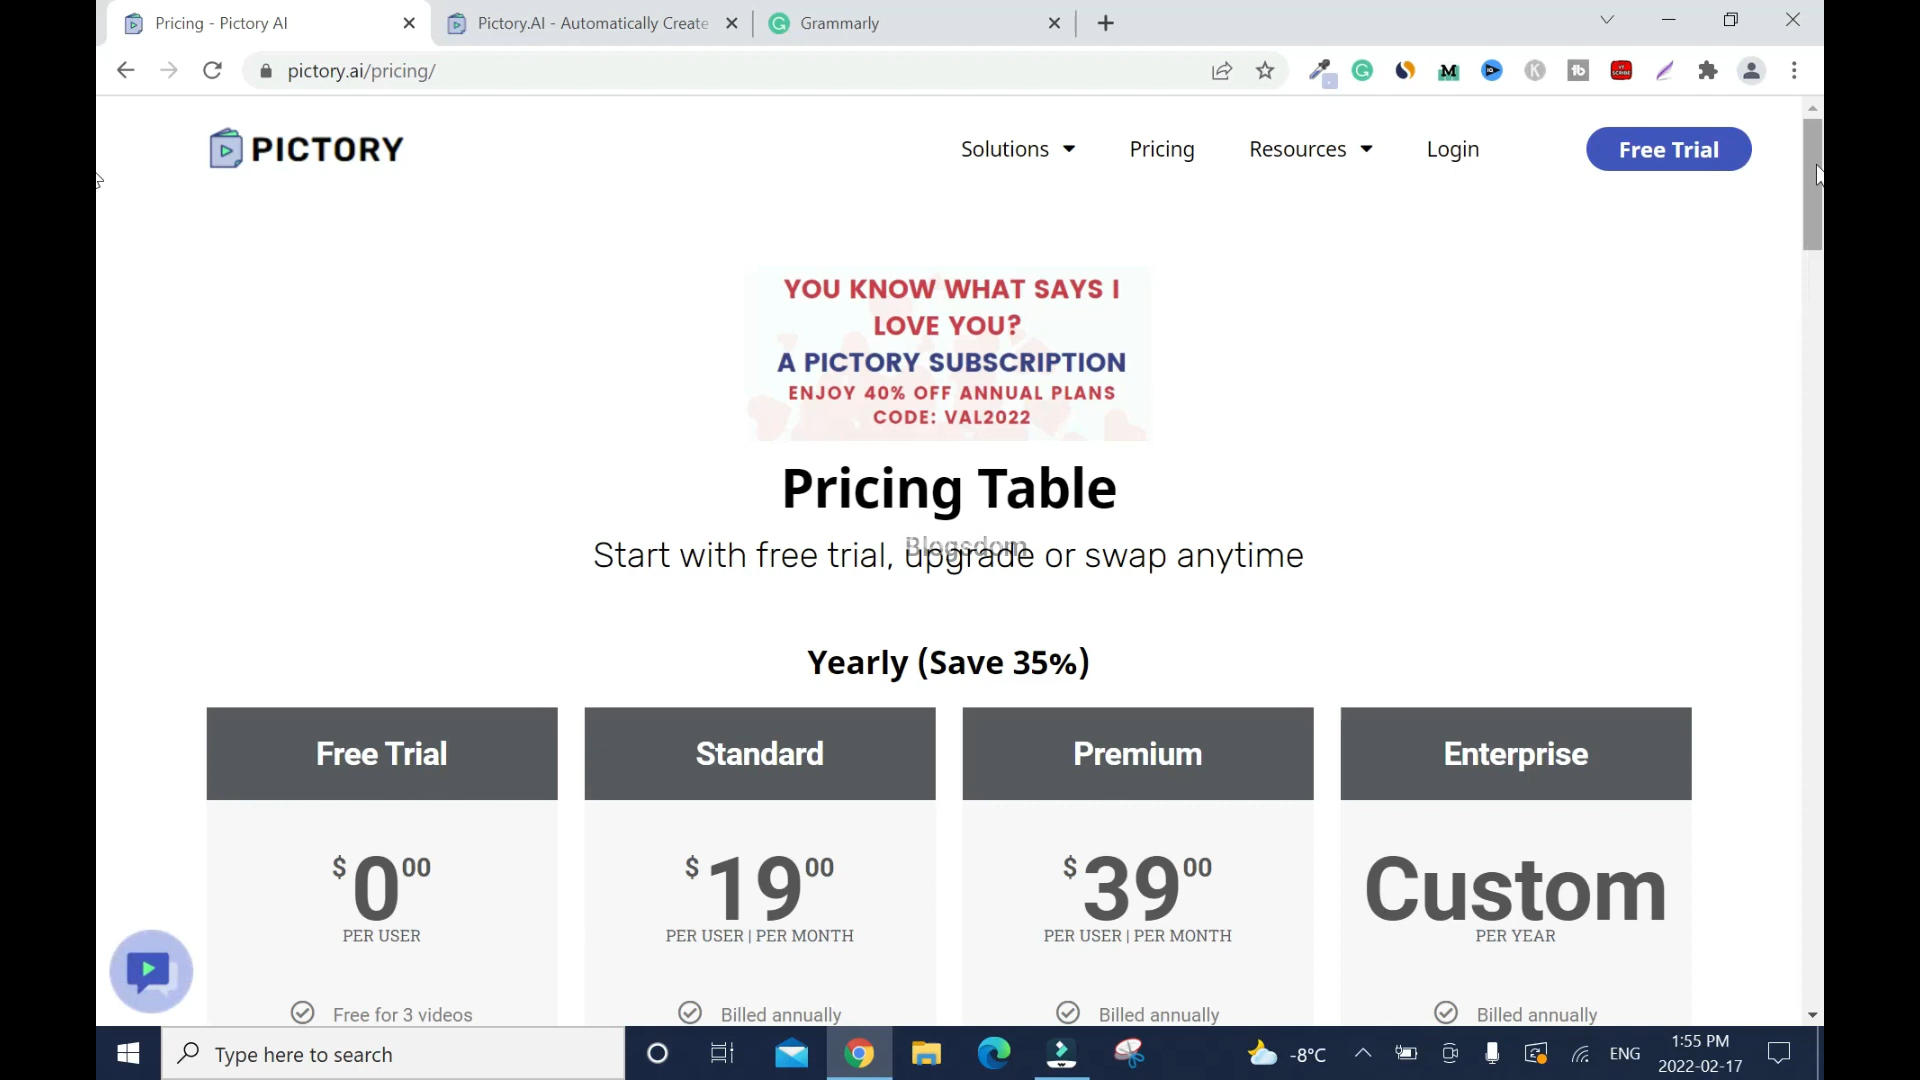 Pricing - Pictory AI
Pictory.AI - Automatically Create
Grammarly
pictory.ai/pricing/
PICTORY
Solutions
Pricing
Resources
Login
Free Trial
YOU KNOW WHAT SAYS I
LOVE YOU?
A PICTORY SUBSCRIPTION
ENJOY 40% OFF ANNUAL PLANS
CODE: VAL2022
Pricing Table
Blogsdom
Start with free trial, upgrade or swap anytime
Yearly (Save 35%)
Free Trial
$0 00
PER USER
Free for 3 videos
Standard
$19 00
PER USER | PER MONTH
Billed annually
Premium
$39 00
PER USER | PER MONTH
Billed annually
Enterprise
Custom
PER YEAR
Billed annually
Type here to search
-8°C
ENG
1:55 PM
2022-02-17